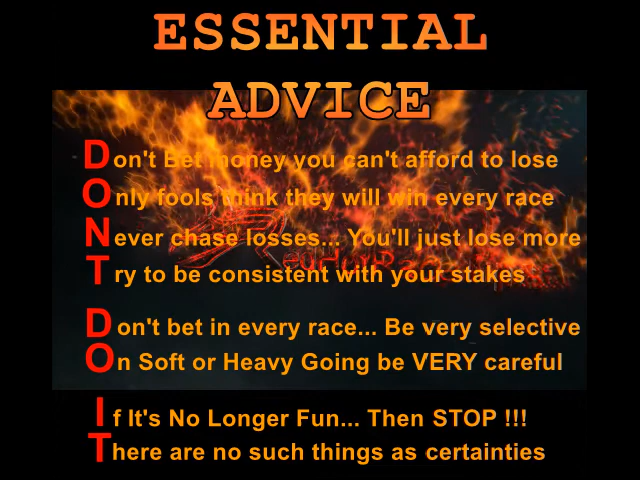 ESSENTIAL
ADVICE
Don't Bet money you can't afford to lose
Only fools think they will win every race
Never chase losses... You'll just lose more
Try to be consistent with your stakes
Don't bet in every race... Be very selective
On Soft or Heavy Going be VERY careful
If It's No Longer Fun... Then STOP !!!
There are no such things as certainties